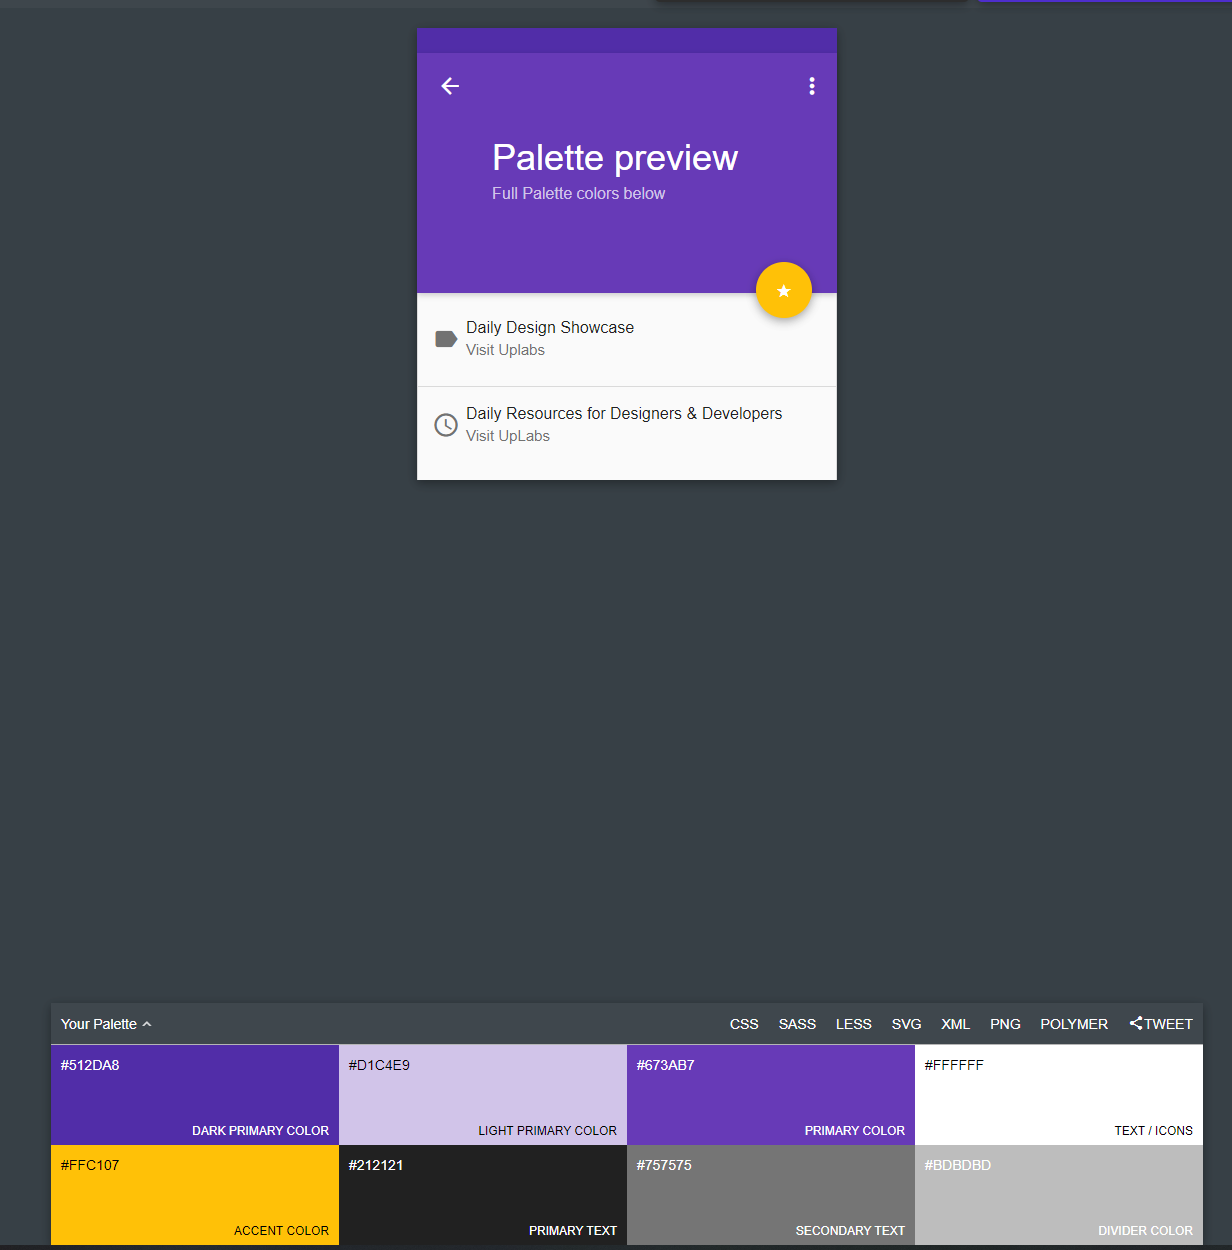 Palette preview
Full Palette colors below
Daily Design Showcase
Visit Uplabs
Daily Resources for Designers & Developers
Visit UpLabs
Your Palette CSS SASS LESS SVG XML PNG POLYMER TWEET
#512DA8 #D1C4E9 #673AB7 #FFFFFF
DARK PRIMARY COLOR LIGHT PRIMARY COLOR PRIMARY COLOR TEXT / ICONS
#FFC107 #212121 #757575 #BDBDBD
ACCENT COLOR PRIMARY TEXT SECONDARY TEXT DIVIDER COLOR